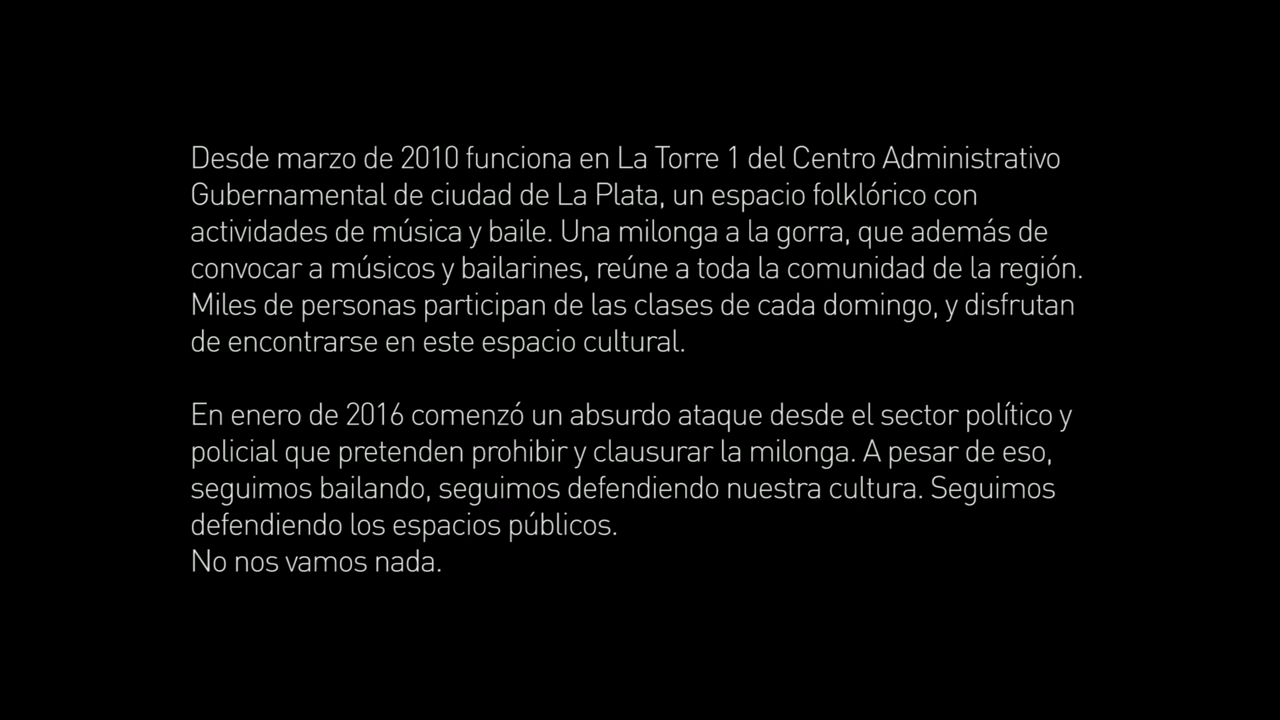 Desde marzo de 2010 funciona en La Torre 1 del Centro Administrativo
Gubernamental de ciudad de La Plata, un espacio folklórico con
actividades de música y baile. Una milonga a la gorra, que además de
convocar a músicos y bailarines, reúne a toda la comunidad de la región.
Miles de personas participan de las clases de cada domingo, y disfrutan
de encontrarse en este espacio cultural.
En enero de 2016 comenzó un absurdo ataque desde el sector político y
policial que pretenden prohibir y clausurar la milonga. A pesar de eso,
seguimos bailando, seguimos defendiendo nuestra cultura. Seguimos
defendiendo los espacios públicos.
No nos vamos nada.